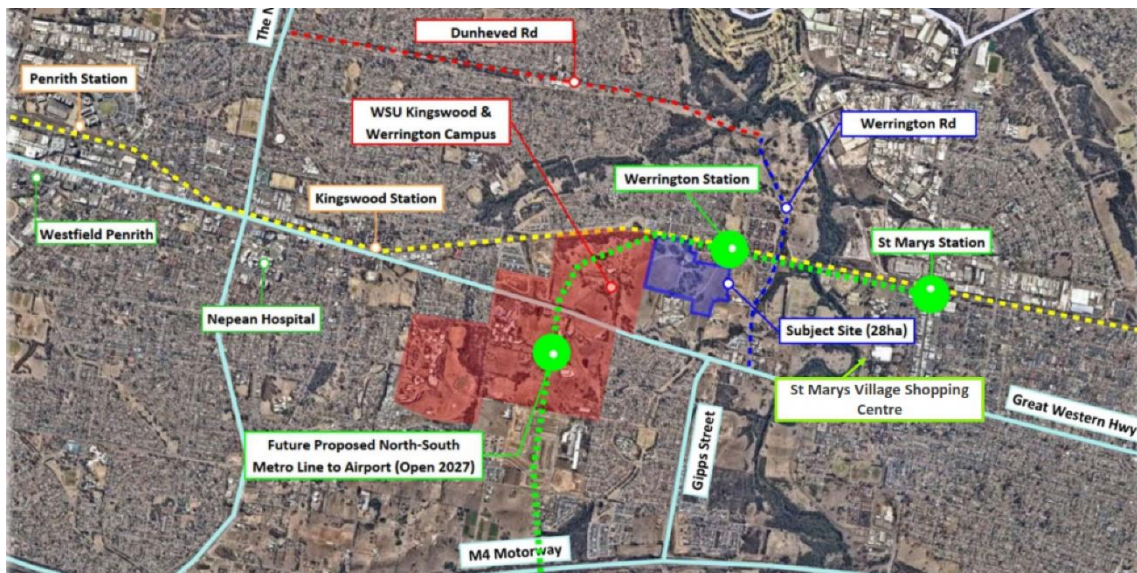 The
Dunheved Rd
Penrith Station
WSU Kingswood &
Werrington Campus
Werrington Rd
Werrington Station
Kingswood Station
Westfield Penrith
St Marys Station
Nepean Hospital
Subject Site (28ha)
St Marys Village Shopping
Centre
Great Western Hwy
Future Proposed North-South
Metro Line to Airport (Open 2027)
Gipps Street
M4 Motorway